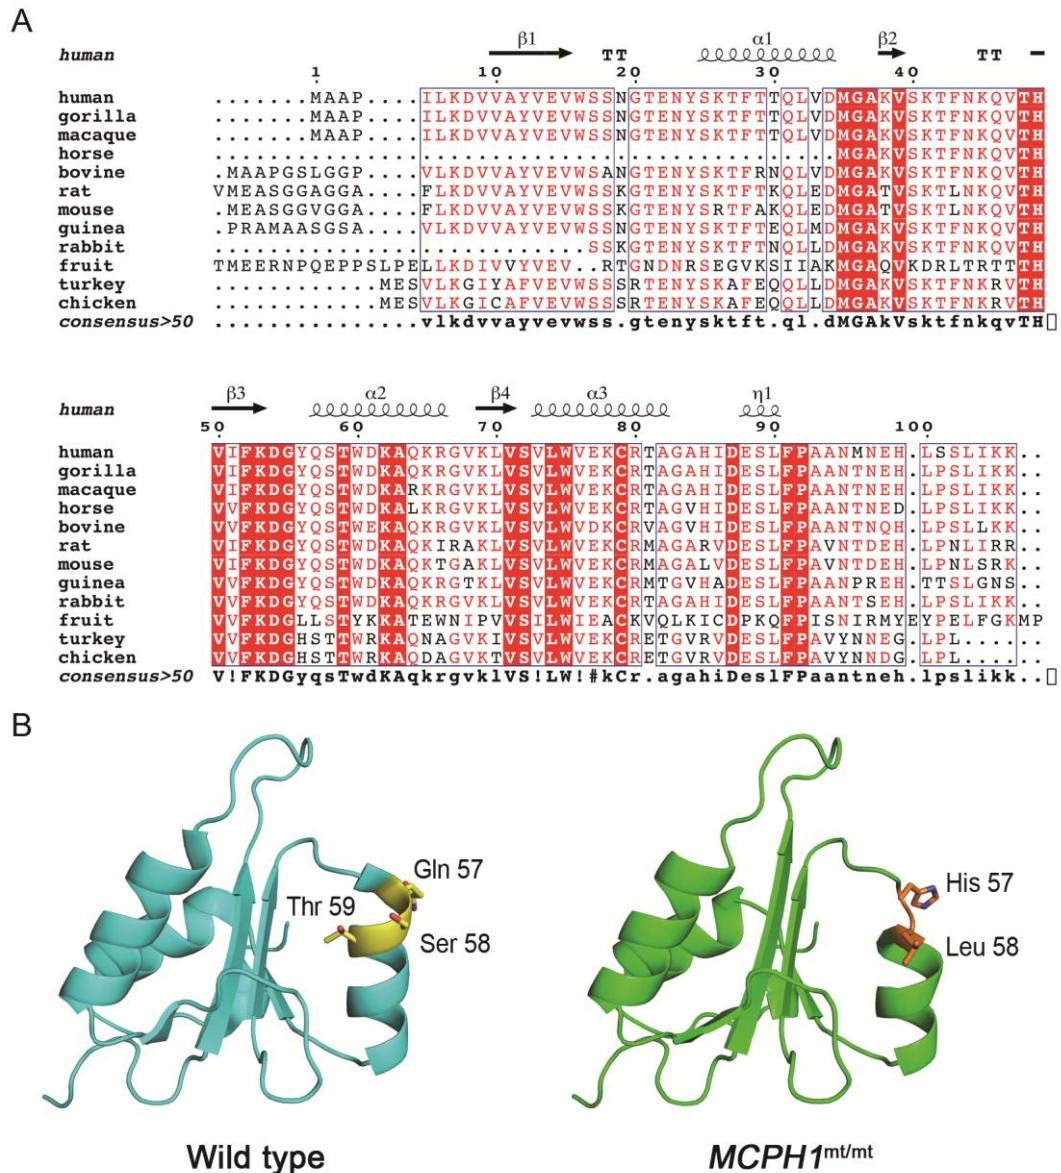 A
human β1 TT α1 β2 TT
1 10 20 30 40
human .......MAAP....ILKDVVAYVEVWSSNGTENYSKTFTTQLVDMGAKVSKTFNKQVTH
gorilla .......MAAP....ILKDVVAYVEVWSSNGTENYSKTFTTQLVDMGAKVSKTFNKQVTH
macaque .......MAAP....ILKDVVAYVEVWSSNGTENYSKTFTTQLVDMGAKVSKTFNKQVTH
horse .............................................MGAKVSKTFNKQVTH
bovine .MAAPGSLGGP....VLKDVVAYVEVWSANGTENYSKTFRNQLVDMGAKVSKTFNKQVTH
rat VMEASGGAGGA....FLKDVVAYVEVWSSKGTENYSKTFTKQLEDMGATVSKTLNKQVTH
mouse .MEASGGVGGA....FLKDVVAYVEVWSSKGTENYSRTFAKQLEDMGATVSKTLNKQVTH
guinea .PRAMAASGSA....VLKDVVAYVEVWSSKGTENYSKTFTEQLMDMGAKVSKTFNKQVTH
rabbit ...........................SSKGTENYSKTFTNQLLDMGAKVSKTFNKQVTH
fruit TMEERNPQEPPSLPELLKDIVVYVEV..RTGNDNRSEGVKSIIAKMGAQVKDRLTRTTTH
turkey ............MESVLKGIYAFVEVWSSSRTENYSKAFEQQLLDMGAKVSKTFNKRVTH
chicken ............MESVLKGICAFVEVWSSSRTENYSKAFEQQLLDMGAKVSKTFNKRVTH
consensus>50 ...............vlkdvvayvevwss.gtenysktft.ql.dMGAkVsktfnkqvTH
human β3 α2 β4 α3 η1
50 60 70 80 90 100
human VIFKDGYQSTWDKAQKRGVKLVSVLWVEKCRTAGAHIDESLFPAANMNEH.LSSLIKK..
gorilla VIFKDGYQSTWDKAQKRGVKLVSVLWVEKCRTAGAHIDESLFPAANTNEH.LPSLIKK..
macaque VIFKDGYQSTWDKARKRGVKLVSVLWVEKCRTAGAHIDESLFPAANTNEH.LPSLIKK..
horse VVFKDGYQSTWDKALKRGVKLVSVLWVEKCRTAGVHIDESLFPAANTNED.LPSLIKK..
bovine VVFKDGYQSTWEKAQKRGVKLVSVLWVDKCRVAGVHIDESLFPAANTNQH.LPSLLKK..
rat VIFKDGYQSTWDKAQKIRAKLVSVLWVEKCRMAGARVDESLFPAVNTDEH.LPNLIRR..
mouse VIFKDGYQSTWDKAQKTGAKLVSVLWVEKCRMAGALVDESLFPAVNTDEH.LPNLSRK..
guinea VVFKDGYQSTWDKAQKRGTKLVSVLWVEKCRMTGVHADESLFPAANPREH.TTSLGNS..
rabbit VVFKDGYQSTWDKAQKRGVKLVSVLWVEKCRTAGAHIDESLFPAANTSEH.LPSLIKK..
fruit VVFKDGLLSTYKKATEWNIPVVSVLWIEACKVQLKICDPKQFPISNIRMYEYPELFGKMP
turkey VVFKDGHSTTWRKAQNAGVKIVSVLWVEKCRETGVRVDESLFPAVYNNEG.LPL......
chicken VVFKDGHSTTWRKAQDAGVKTVSVLWVEKCRETGVRVDESLFPAVYNNDG.LPL......
consensus>50 V!FKDGyqsTwdKAqkrgvklVS!LW!#kCr.agahiDeslFPaantneh.lpslikk..
B
Gln 57
Thr 59
Ser 58
His 57
Leu 58
Wild type
MCPH1mt/mt